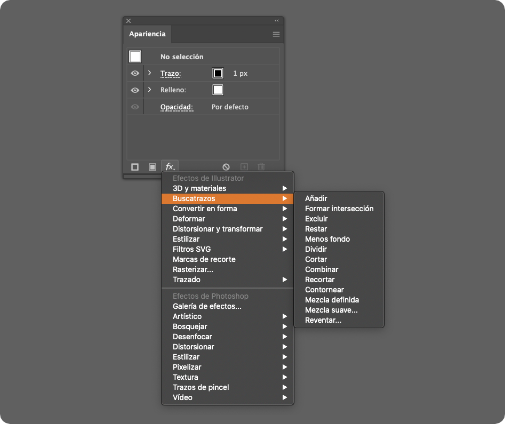 Apariencia
No selección
Trazo: 1 px
Relleno:
Opacidad: Por defecto
fx.
Efectos de Illustrator
3D y materiales
Buscatrazos
Convertir en forma
Deformar
Distorsionar y transformar
Estilizar
Filtros SVG
Marcas de recorte
Rasterizar...
Trazado
Efectos de Photoshop
Galería de efectos...
Artístico
Bosquejar
Desenfocar
Distorsionar
Estilizar
Pixelizar
Textura
Trazos de pincel
Vídeo
Añadir
Formar intersección
Excluir
Restar
Menos fondo
Dividir
Cortar
Combinar
Recortar
Contornear
Mezcla definida
Mezcla suave...
Reventar...